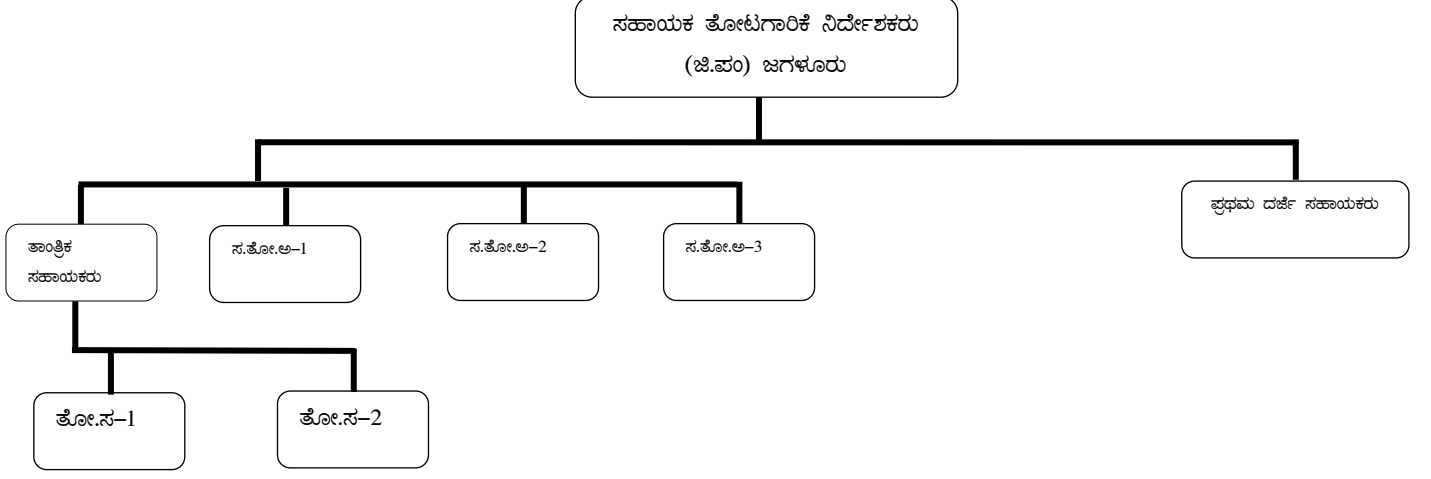 ಸಹಾಯಕ ತೋಟಗಾರಿಕೆ ನಿರ್ದೇಶಕರು
(ಜಿ.ಪಂ) ಜಗಳೂರು
ಪ್ರಥಮ ದರ್ಜೆ ಸಹಾಯಕರು
ತಾಂತ್ರಿಕ
ಸಹಾಯಕರು
ಸ.ತೋ.ಅ–1
ಸ.ತೋ.ಅ–2
ಸ.ತೋ.ಅ–3
ತೋ.ಸ–1
ತೋ.ಸ–2